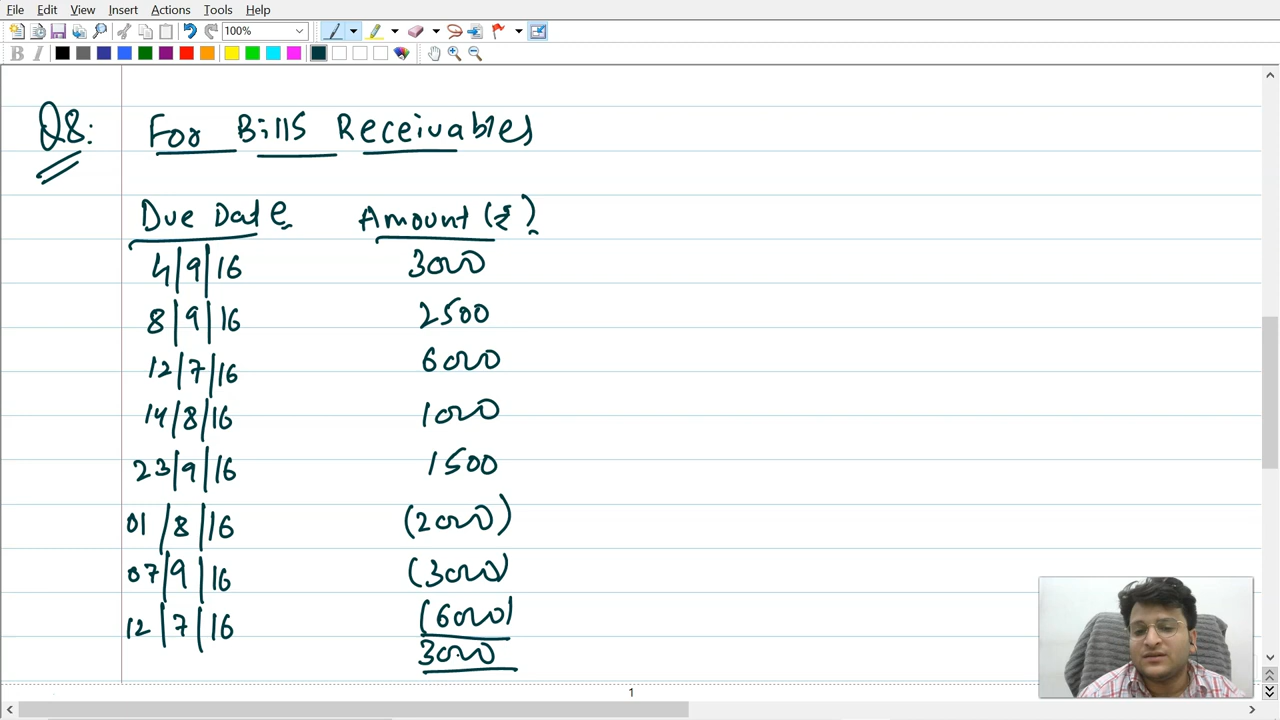 File Edit View Insert Actions Tools Help
100%
B I
Q8: For Bills Receivables
Due Date Amount (₹)
4/9/16 3000
8/9/16 2500
12/7/16 6000
14/8/16 1000
23/9/16 1500
01/8/16 (2000)
07/9/16 (3000)
12/7/16 (6000)
3000
1